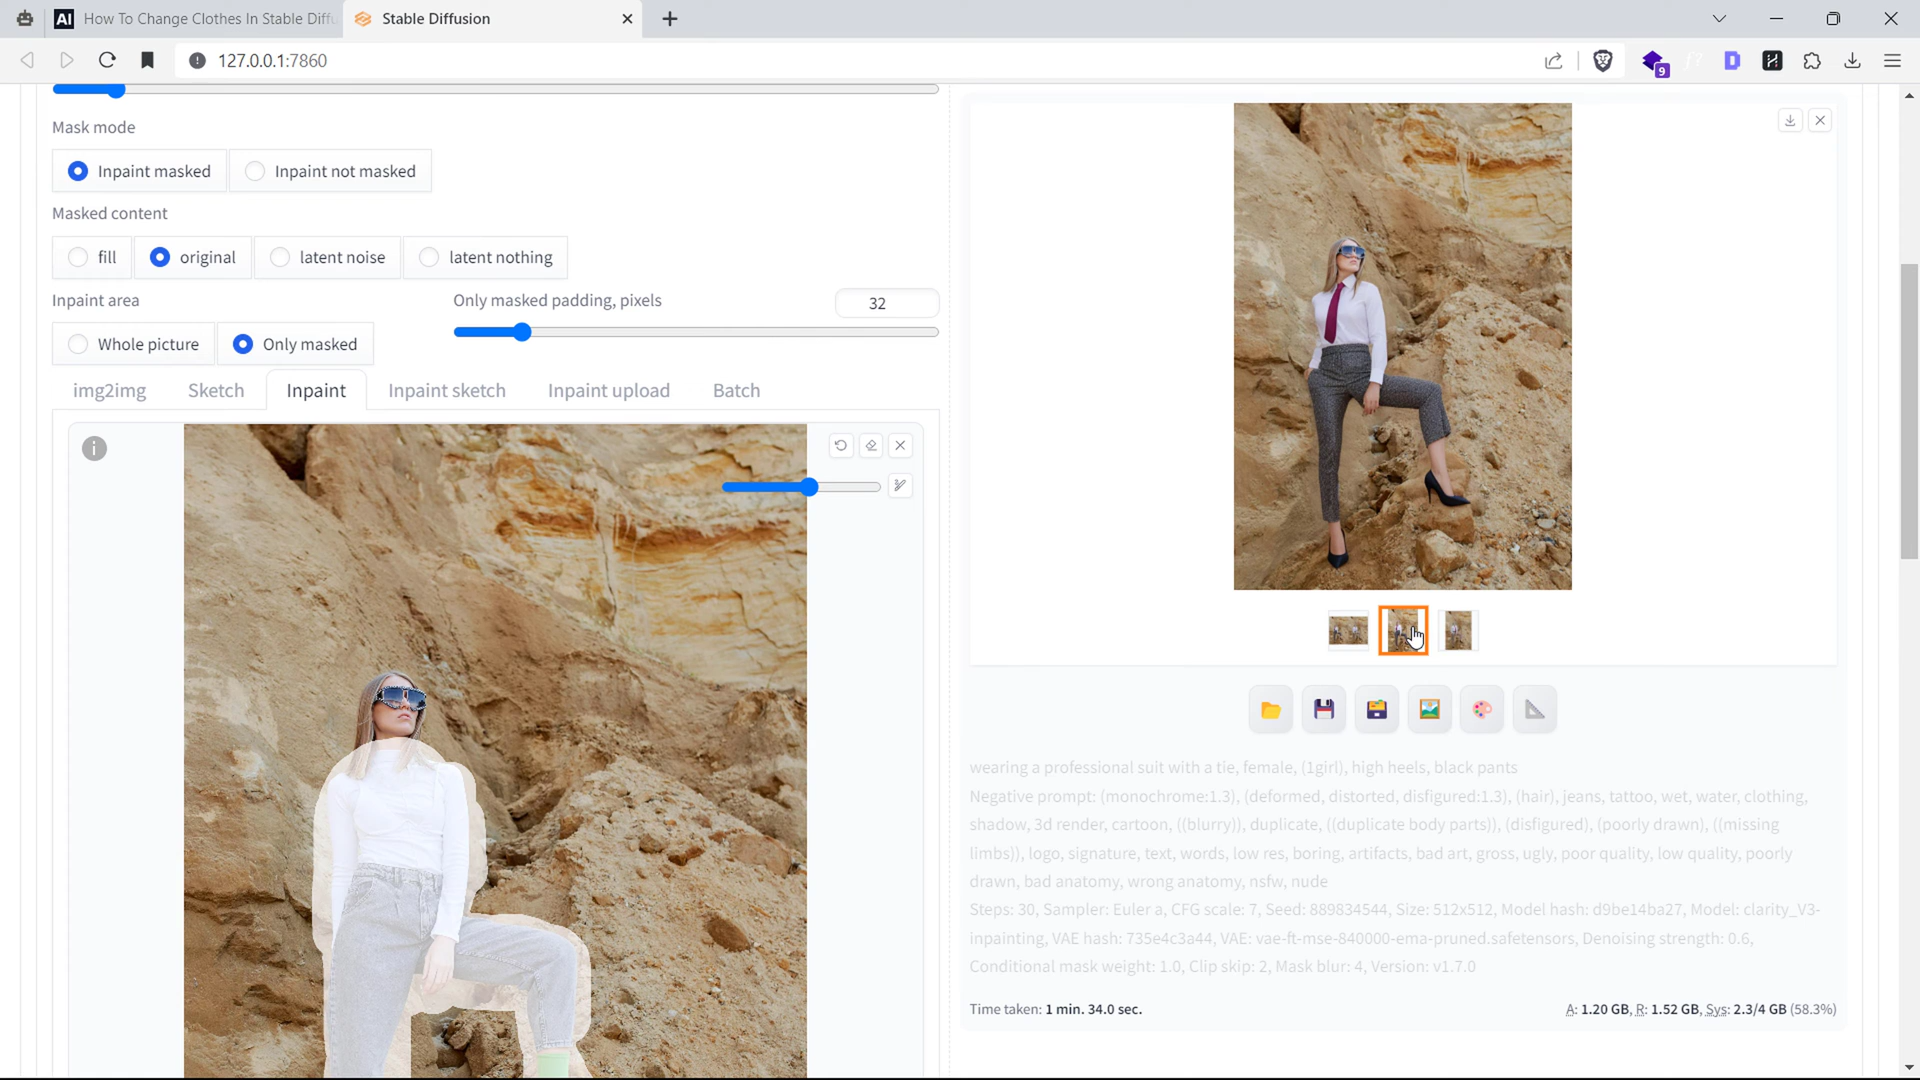 How To Change Clothes In Stable Diffu
Stable Diffusion
127.0.0.1:7860
9
Mask mode
Inpaint masked
Inpaint not masked
Masked content
fill
original
latent noise
latent nothing
Inpaint area
Only masked padding, pixels
32
Whole picture
Only masked
img2img
Sketch
Inpaint
Inpaint sketch
Inpaint upload
Batch
wearing a professional suit with a tie, female, (1girl), high heels, black pants
Negative prompt: (monochrome:1.3), (deformed, distorted, disfigured:1.3), (hair), jeans, tattoo, wet, water, clothing,
shadow, 3d render, cartoon, ((blurry)), duplicate, ((duplicate body parts)), (disfigured), (poorly drawn), ((missing
limbs)), logo, signature, text, words, low res, boring, artifacts, bad art, gross, ugly, poor quality, low quality, poorly
drawn, bad anatomy, wrong anatomy, nsfw, nude
Steps: 30, Sampler: Euler a, CFG scale: 7, Seed: 889834544, Size: 512x512, Model hash: d9be14ba27, Model: clarity_V3-
inpainting, VAE hash: 735e4c3a44, VAE: vae-ft-mse-840000-ema-pruned.safetensors, Denoising strength: 0.6,
Conditional mask weight: 1.0, Clip skip: 2, Mask blur: 4, Version: v1.7.0
Time taken: 1 min. 34.0 sec.
A: 1.20 GB, R: 1.52 GB, Sys: 2.3/4 GB (58.3%)